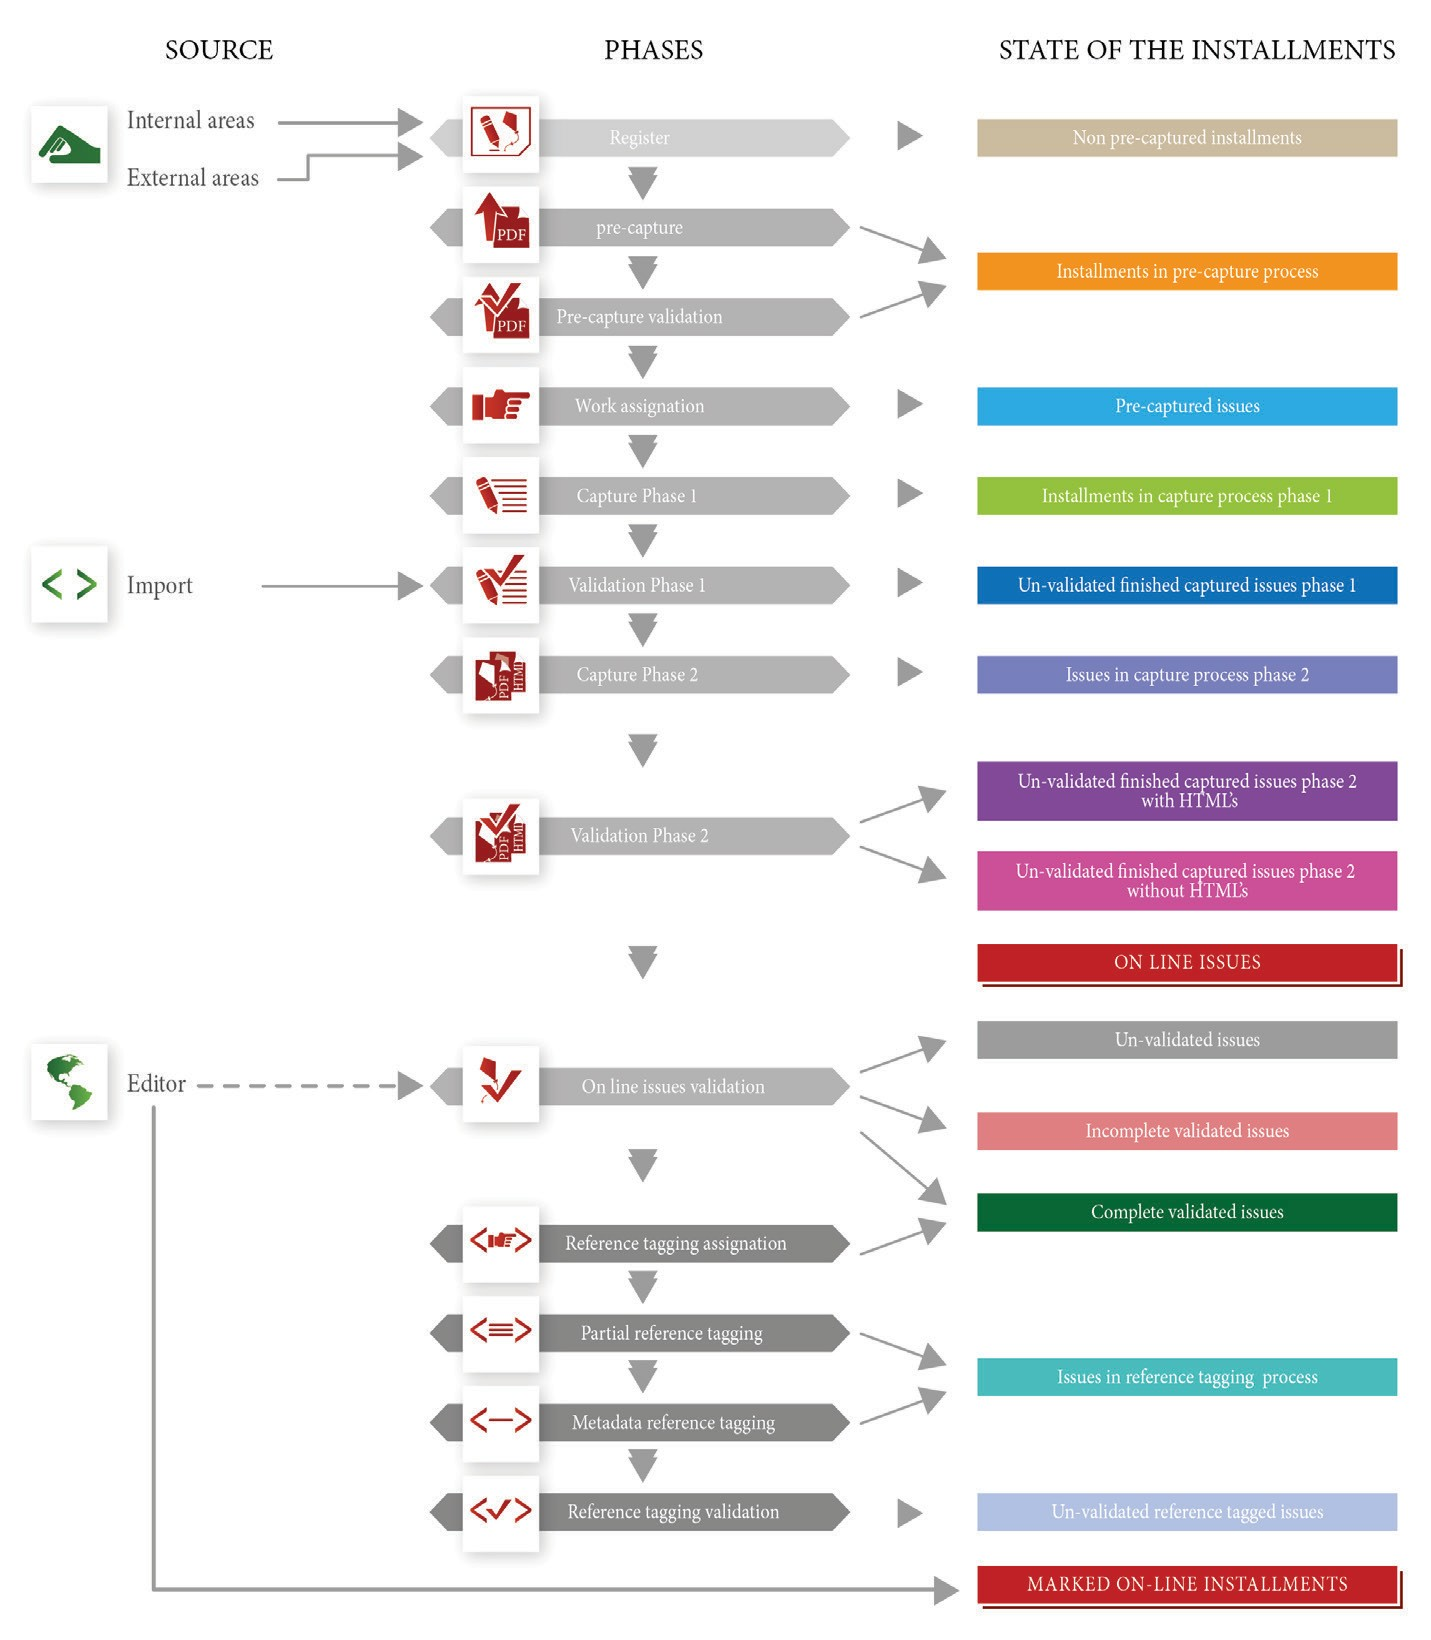 SOURCE
PHASES
STATE OF THE INSTALLMENTS
Internal areas
External areas
Register
Non pre-captured installments
PDF
pre-capture
Installments in pre-capture process
PDF
Pre-capture validation
Work assignation
Pre-captured issues
Capture Phase 1
Installments in capture process phase 1
Import
Validation Phase 1
Un-validated finished captured issues phase 1
PDF
HTML
Capture Phase 2
Issues in capture process phase 2
Un-validated finished captured issues phase 2
with HTML's
PDF
HTML
Validation Phase 2
Un-validated finished captured issues phase 2
without HTML's
ON LINE ISSUES
Un-validated issues
Editor
On line issues validation
Incomplete validated issues
Complete validated issues
Reference tagging assignation
Partial reference tagging
Issues in reference tagging process
Metadada reference tagging
Reference tagging validation
Un-validated reference tagged issues
MARKED ON-LINE INSTALLMENTS